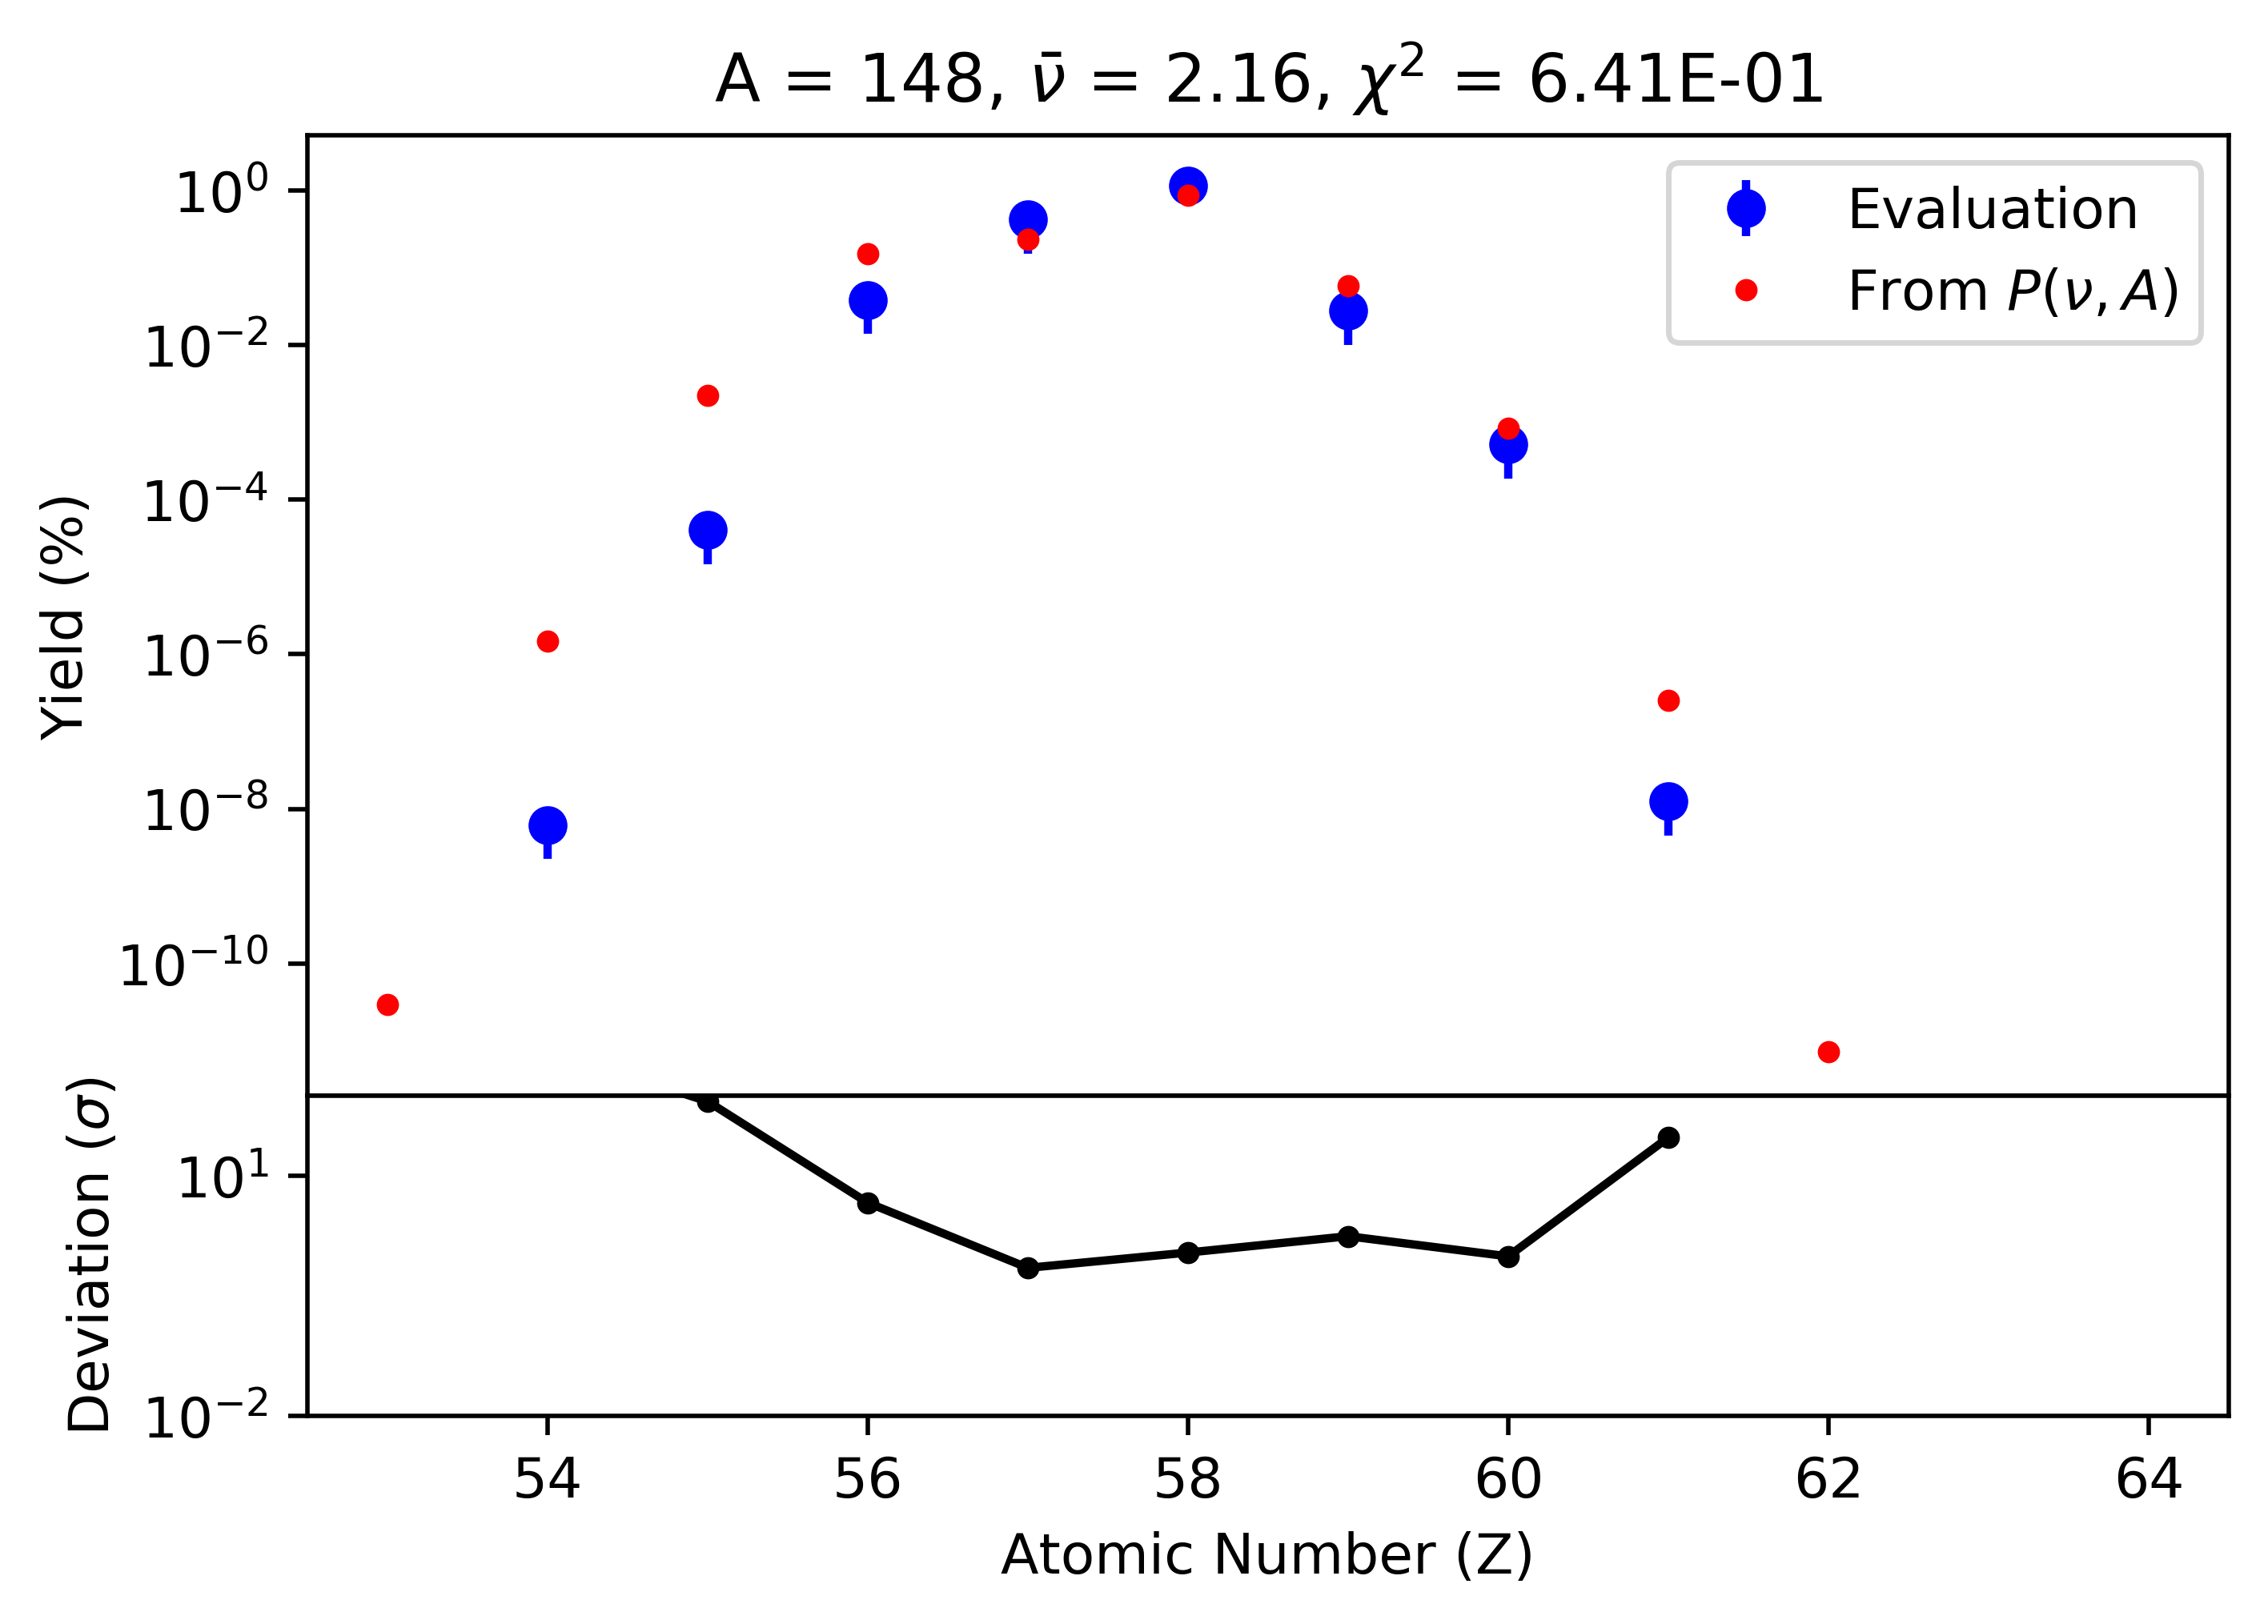 A = 148, ν̄ = 2.16, χ² = 6.41E-01
Evaluation
From P(ν, A)
Yield (%)
10⁰
10⁻²
10⁻⁴
10⁻⁶
10⁻⁸
10⁻¹⁰
Deviation (σ)
10¹
10⁻²
54 56 58 60 62 64
Atomic Number (Z)